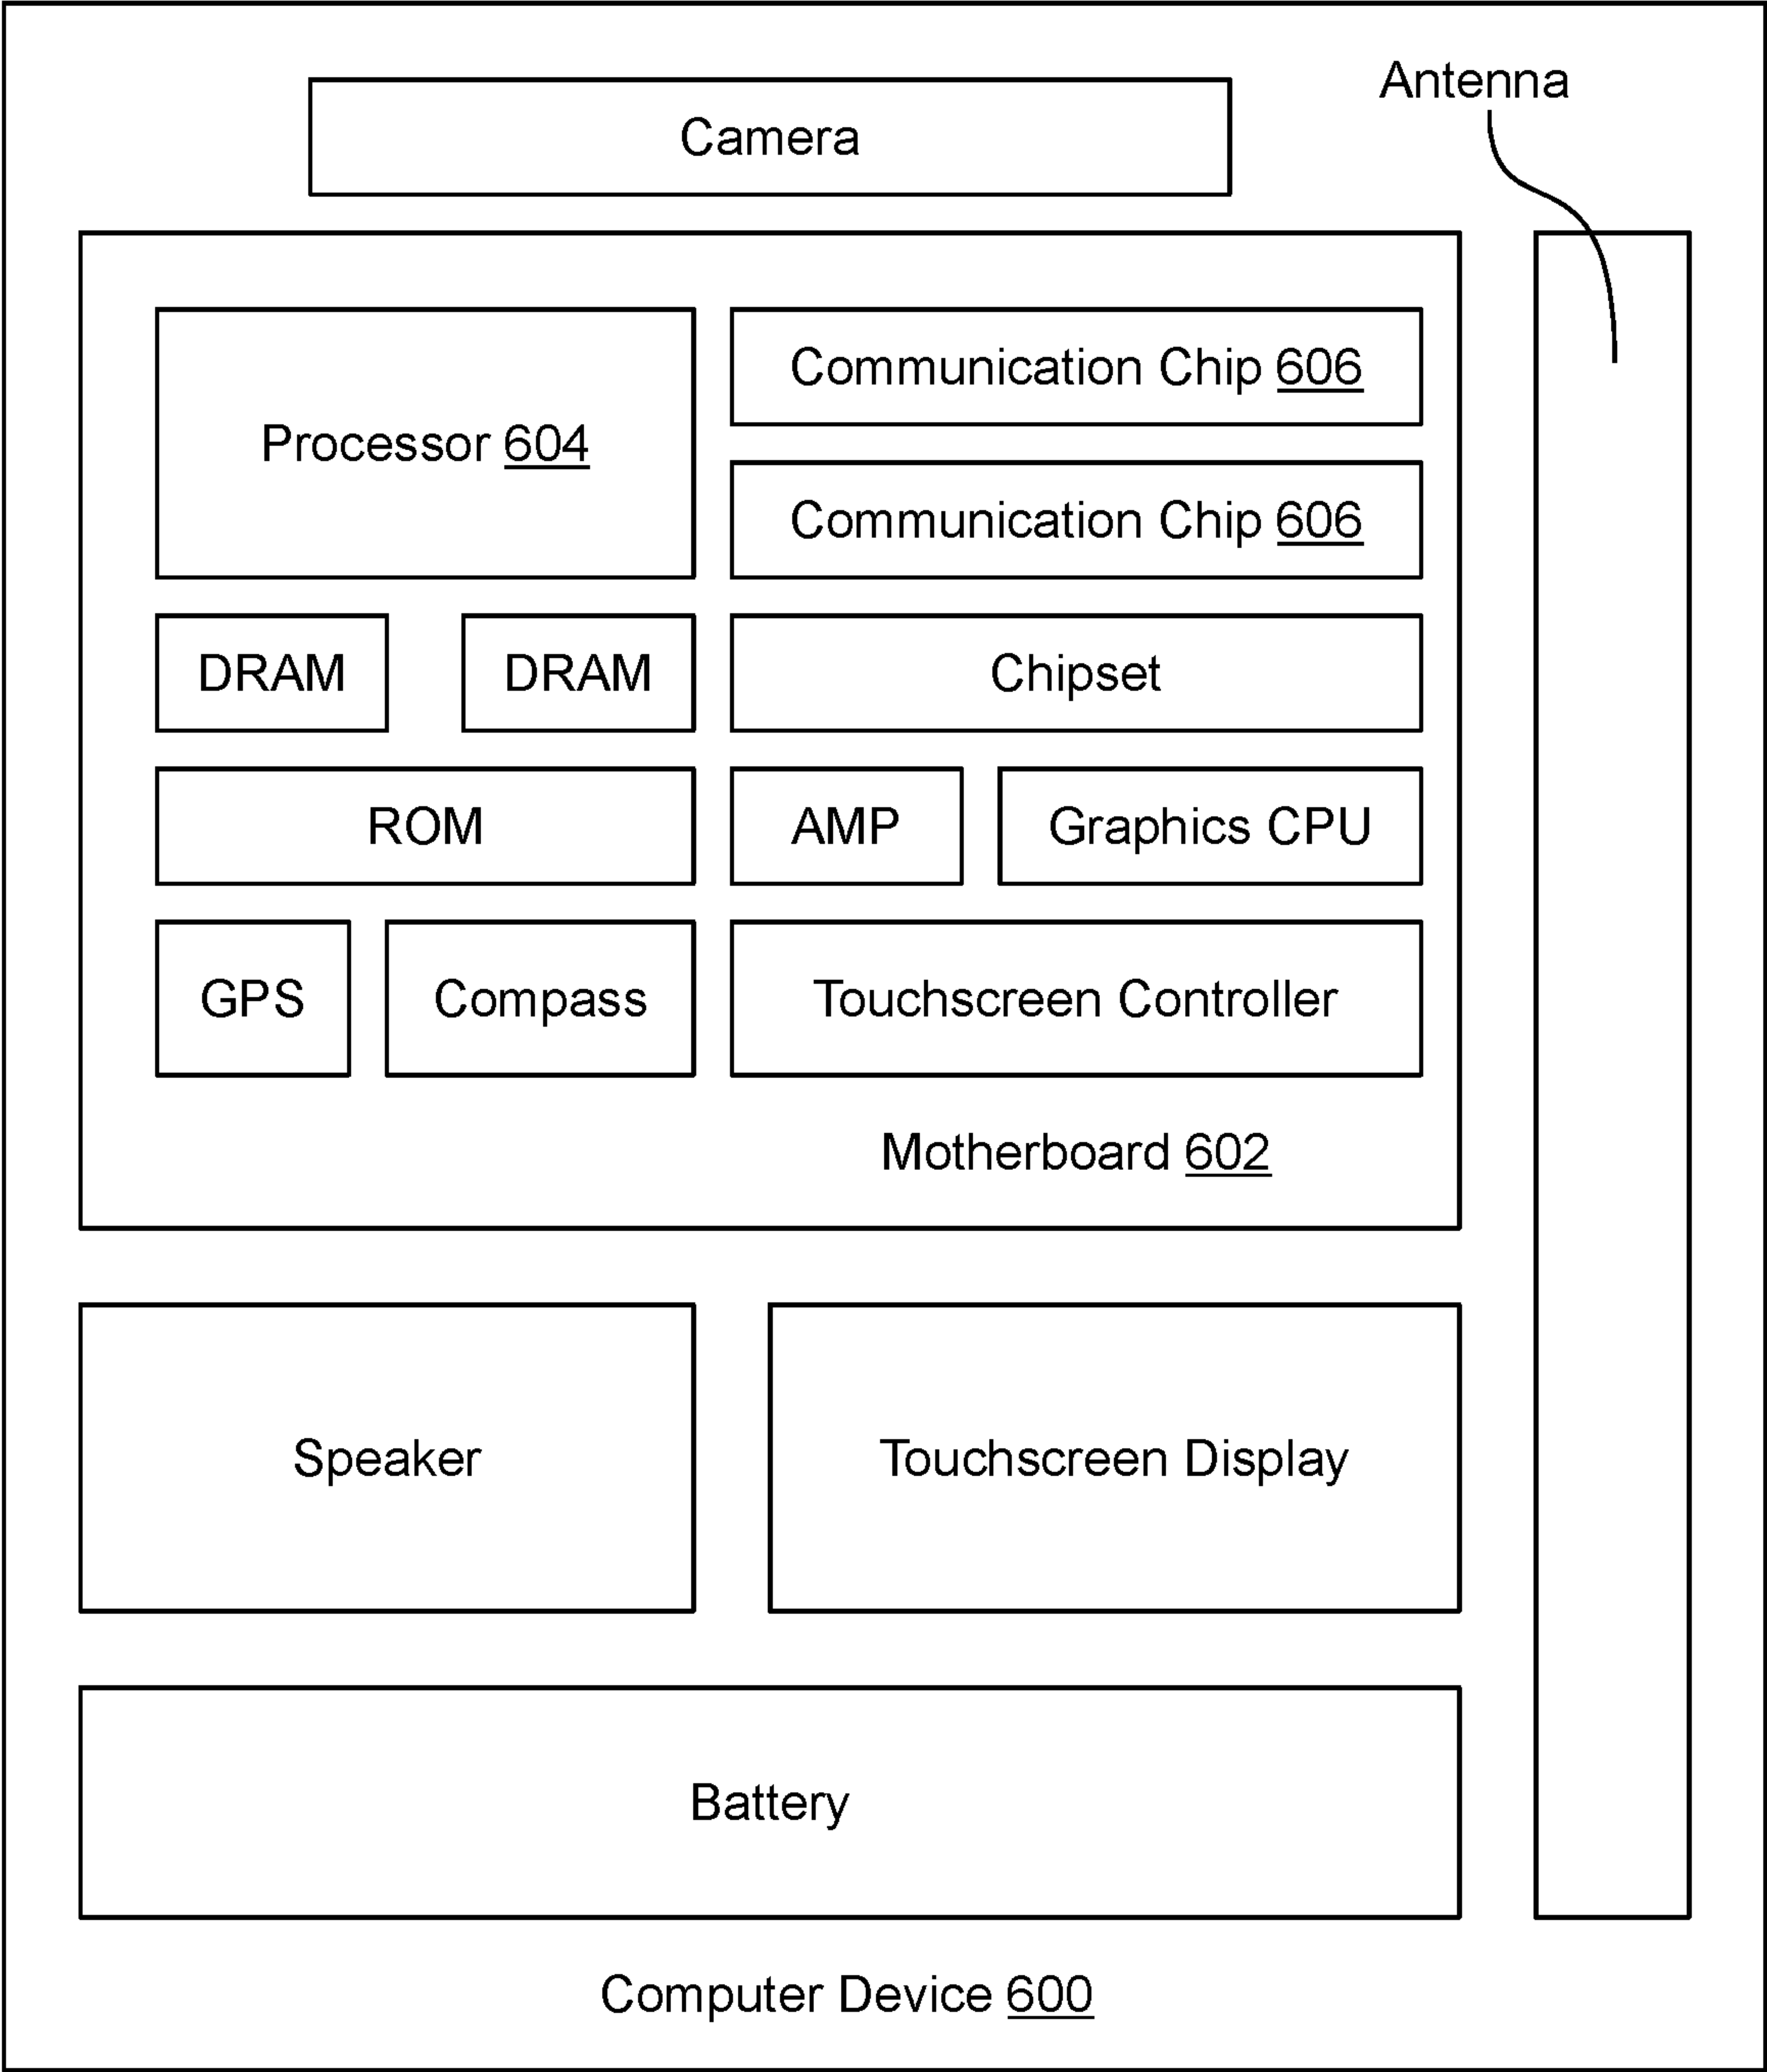 Antenna
Camera
Processor 604
Communication Chip 606
Communication Chip 606
DRAM
DRAM
Chipset
ROM
AMP
Graphics CPU
GPS
Compass
Touchscreen Controller
Motherboard 602
Speaker
Touchscreen Display
Battery
Computer Device 600